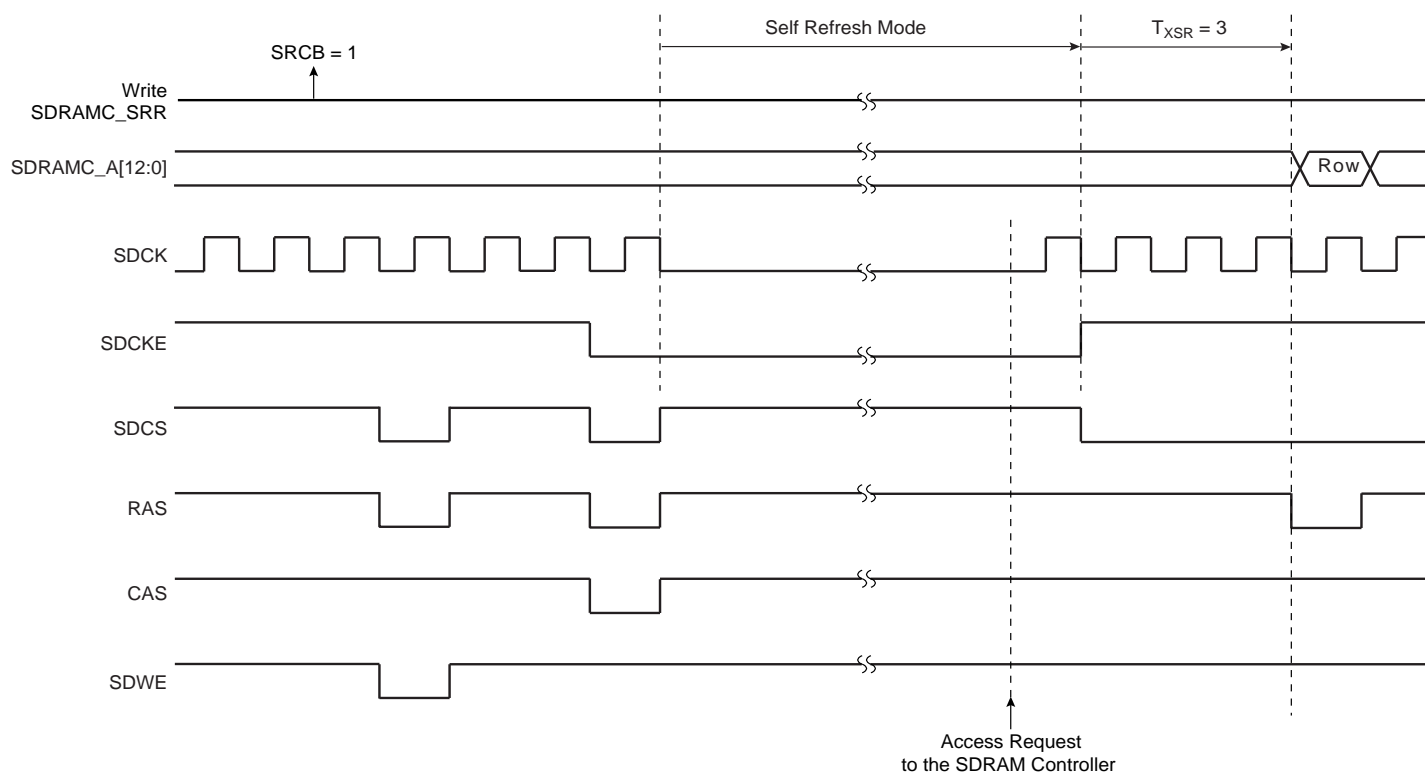 Self Refresh Mode
T_XSR = 3
SRCB = 1
Write
SDRAMC_SRR
SDRAMC_A[12:0]
Row
SDCK
SDCKE
SDCS
RAS
CAS
SDWE
Access Request
to the SDRAM Controller